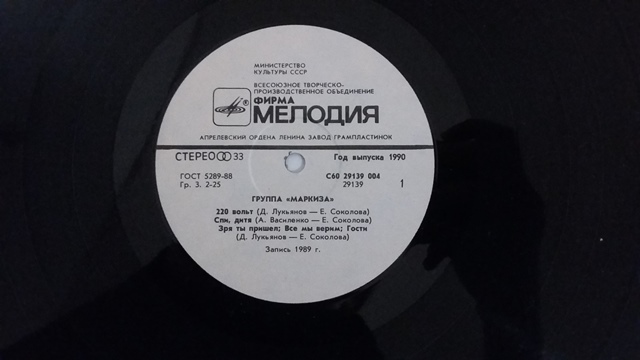 МИНИСТЕРСТВО
КУЛЬТУРЫ СССР
ВСЕСОЮЗНОЕ ТВОРЧЕСКО-
ПРОИЗВОДСТВЕННОЕ ОБЪЕДИНЕНИЕ
ФИРМА
® МЕЛОДИЯ
АПРЕЛЕВСКИЙ ОРДЕНА ЛЕНИНА ЗАВОД ГРАМПЛАСТИНОК
СТЕРЕО 33 Год выпуска 1990
ГОСТ 5289-88 С60 29139 004
Гр. 3. 2-25 29139 1
ГРУППА «МАРКИЗА»
220 вольт (Д. Лукьянов — Е. Соколова)
Спи, дитя (А. Василенко — Е. Соколова)
Зря ты пришел; Все мы верим; Гости
(Д. Лукьянов — Е. Соколова)
Запись 1989 г.